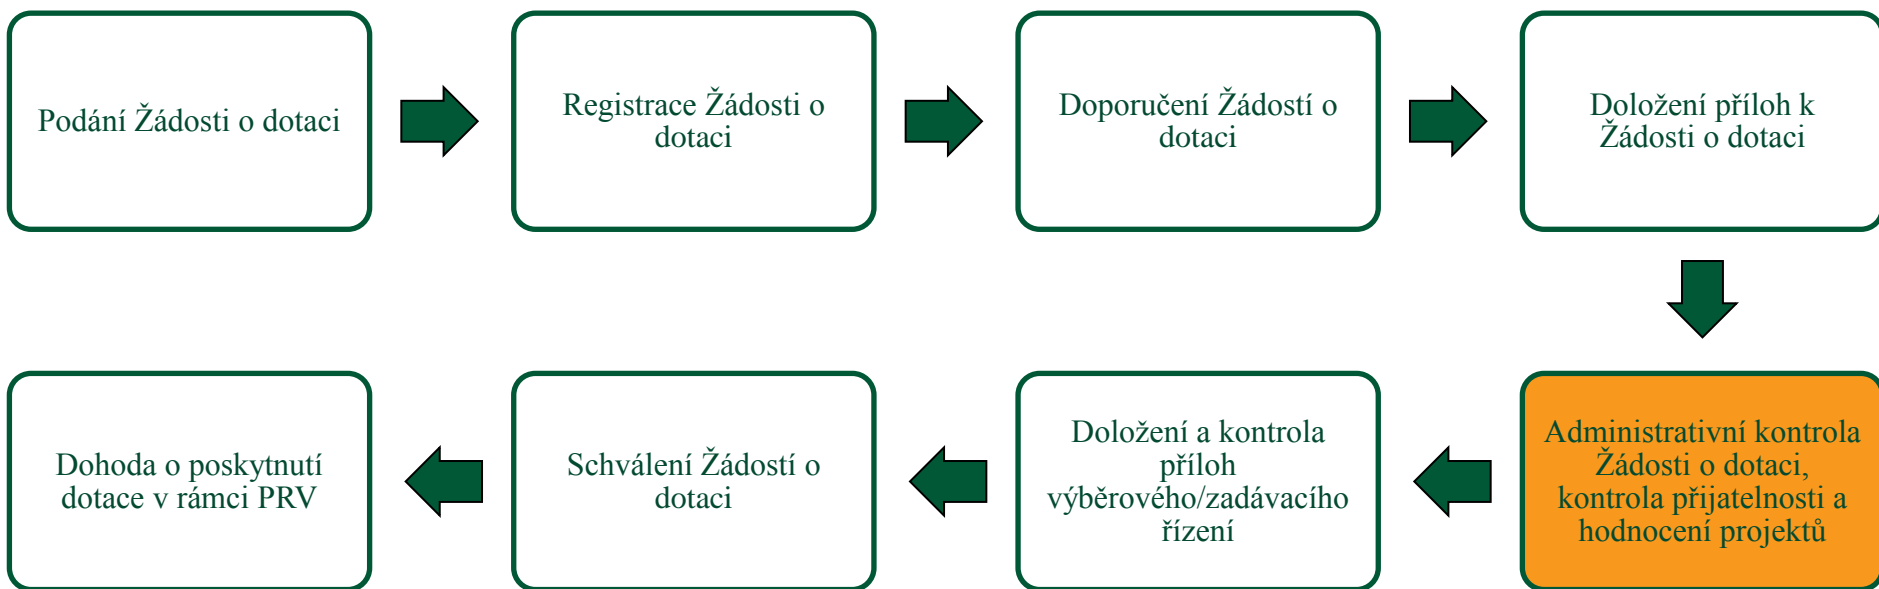 Podání Žádosti o dotaci
Registrace Žádosti o
dotaci
Doporučení Žádostí o
dotaci
Doložení příloh k
Žádosti o dotaci
Administrativní kontrola
Žádosti o dotaci,
kontrola přijatelnosti a
hodnocení projektů
Doložení a kontrola
příloh
výběrového/zadávacího
řízení
Schválení Žádostí o
dotaci
Dohoda o poskytnutí
dotace v rámci PRV